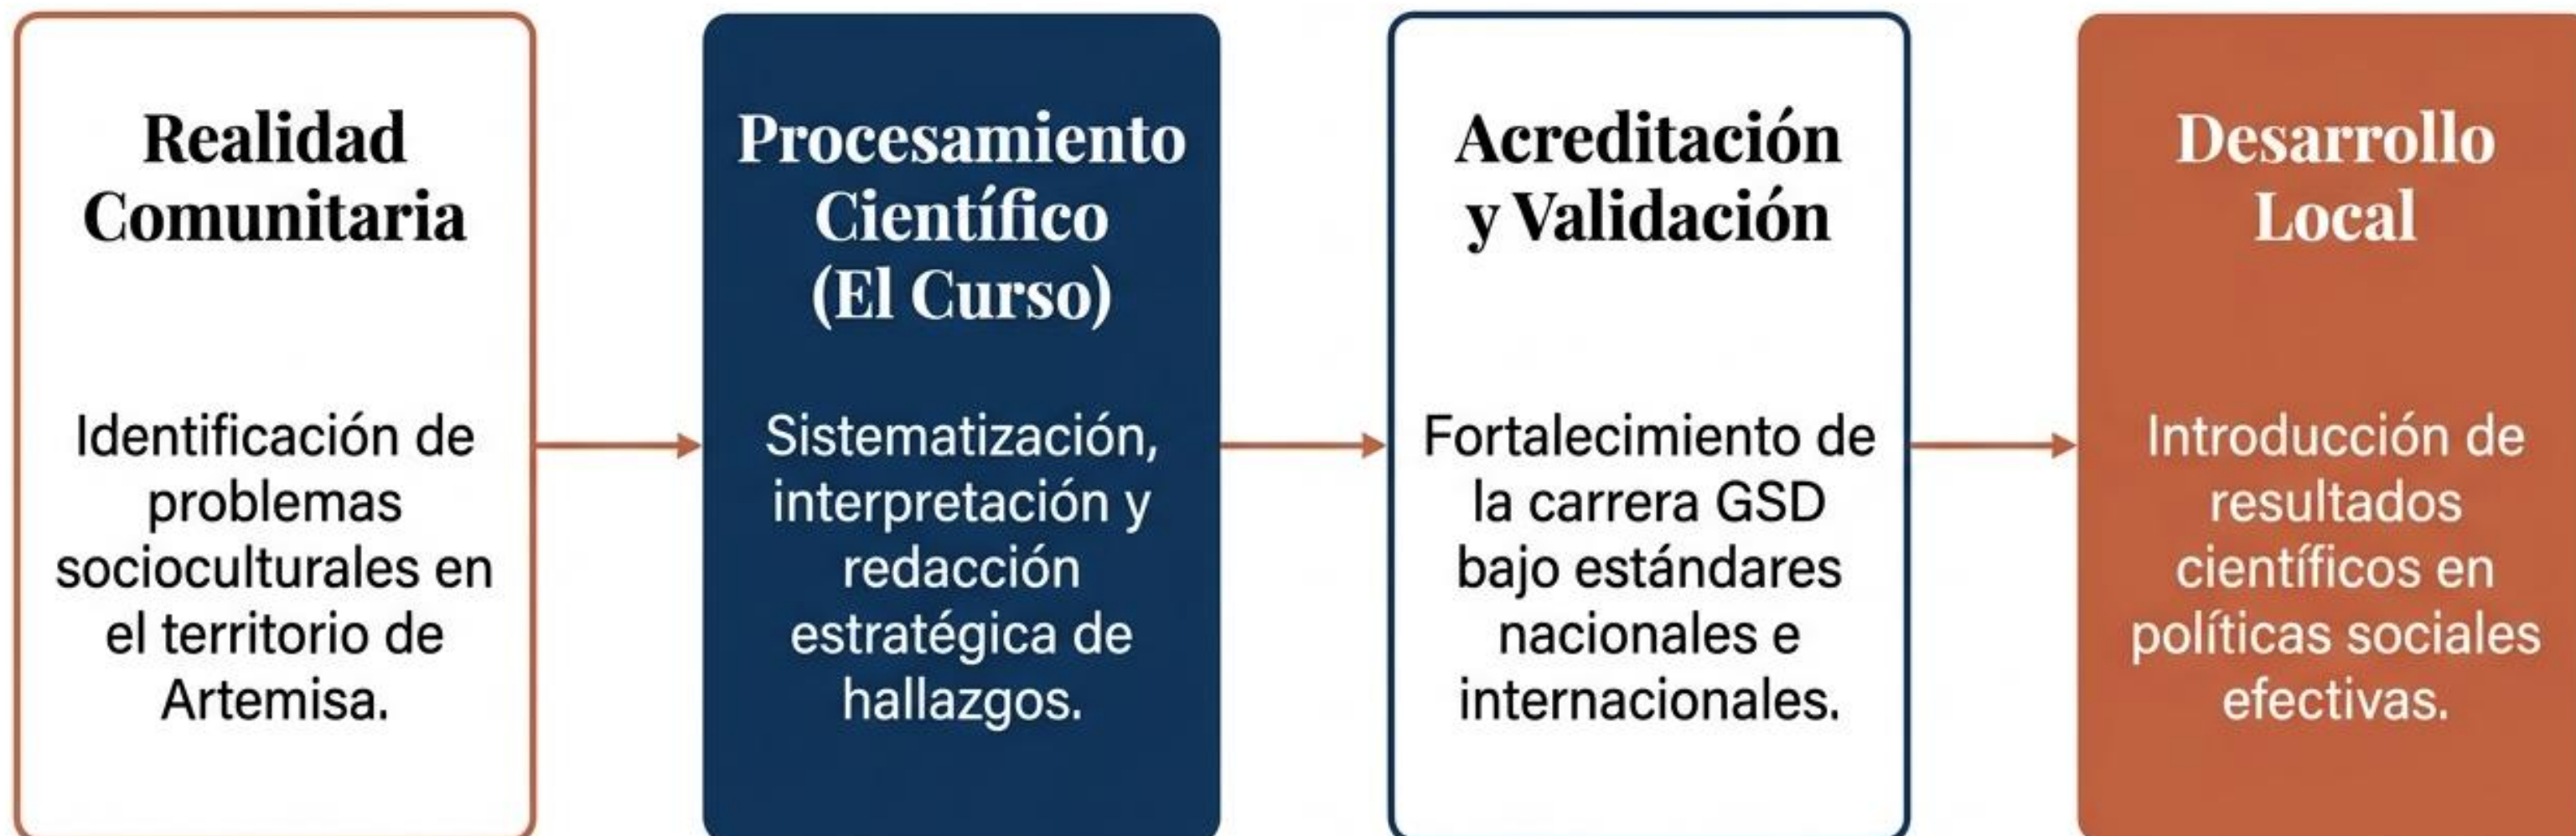 Realidad
Comunitaria
Identificación de
problemas
socioculturales en
el territorio de
Artemisa.
Procesamiento
Científico
(El Curso)
Sistematización,
interpretación y
redacción
estratégica de
hallazgos.
Acreditación
y Validación
Fortalecimiento de
la carrera GSD
bajo estándares
nacionales e
internacionales.
Desarrollo
Local
Introducción de
resultados
científicos en
políticas sociales
efectivas.